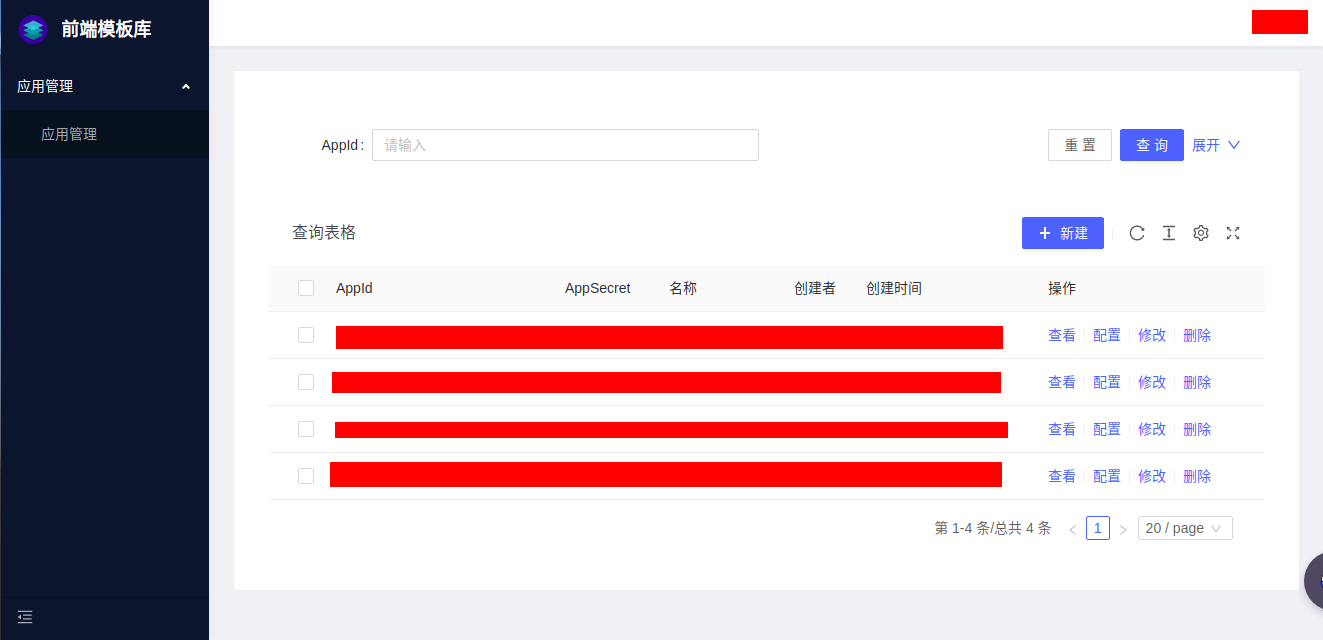 前端模板库
应用管理
应用管理
AppId: 请输入 重 置 查 询 展开
查询表格 新建
AppId AppSecret 名称 创建者 创建时间 操作
查看 配置 修改 删除
查看 配置 修改 删除
查看 配置 修改 删除
查看 配置 修改 删除
第 1-4 条/总共 4 条 < 1 > 20 / page